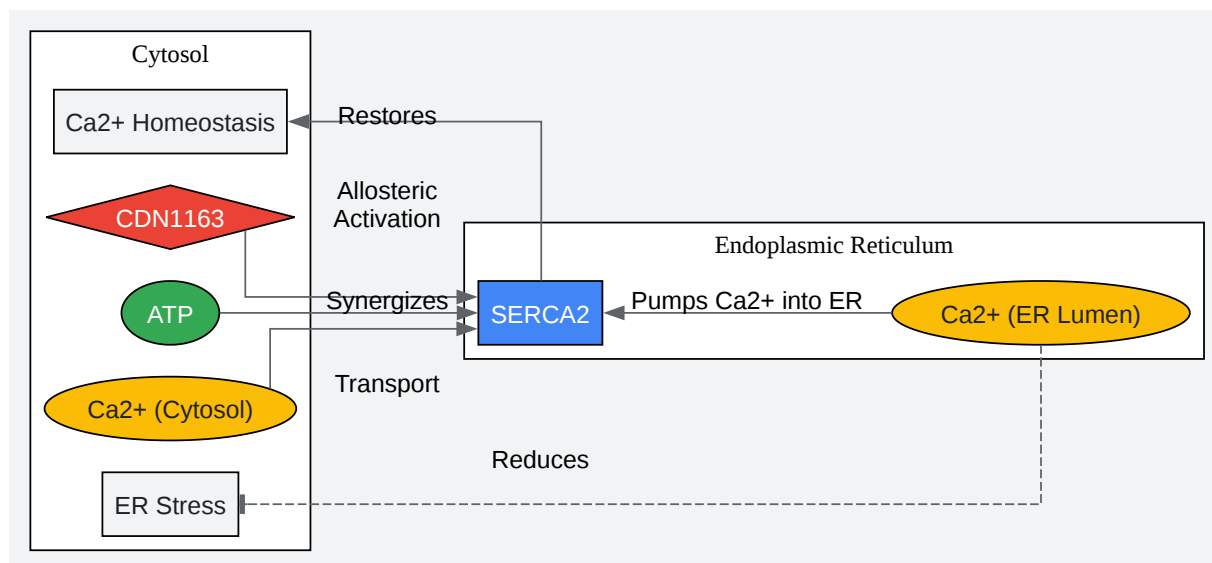 Cytosol
Ca2+ Homeostasis
Restores
CDN1163
Allosteric
Activation
Endoplasmic Reticulum
ATP
Synergizes
SERCA2
Pumps Ca2+ into ER
Ca2+ (ER Lumen)
Ca2+ (Cytosol)
Transport
Reduces
ER Stress